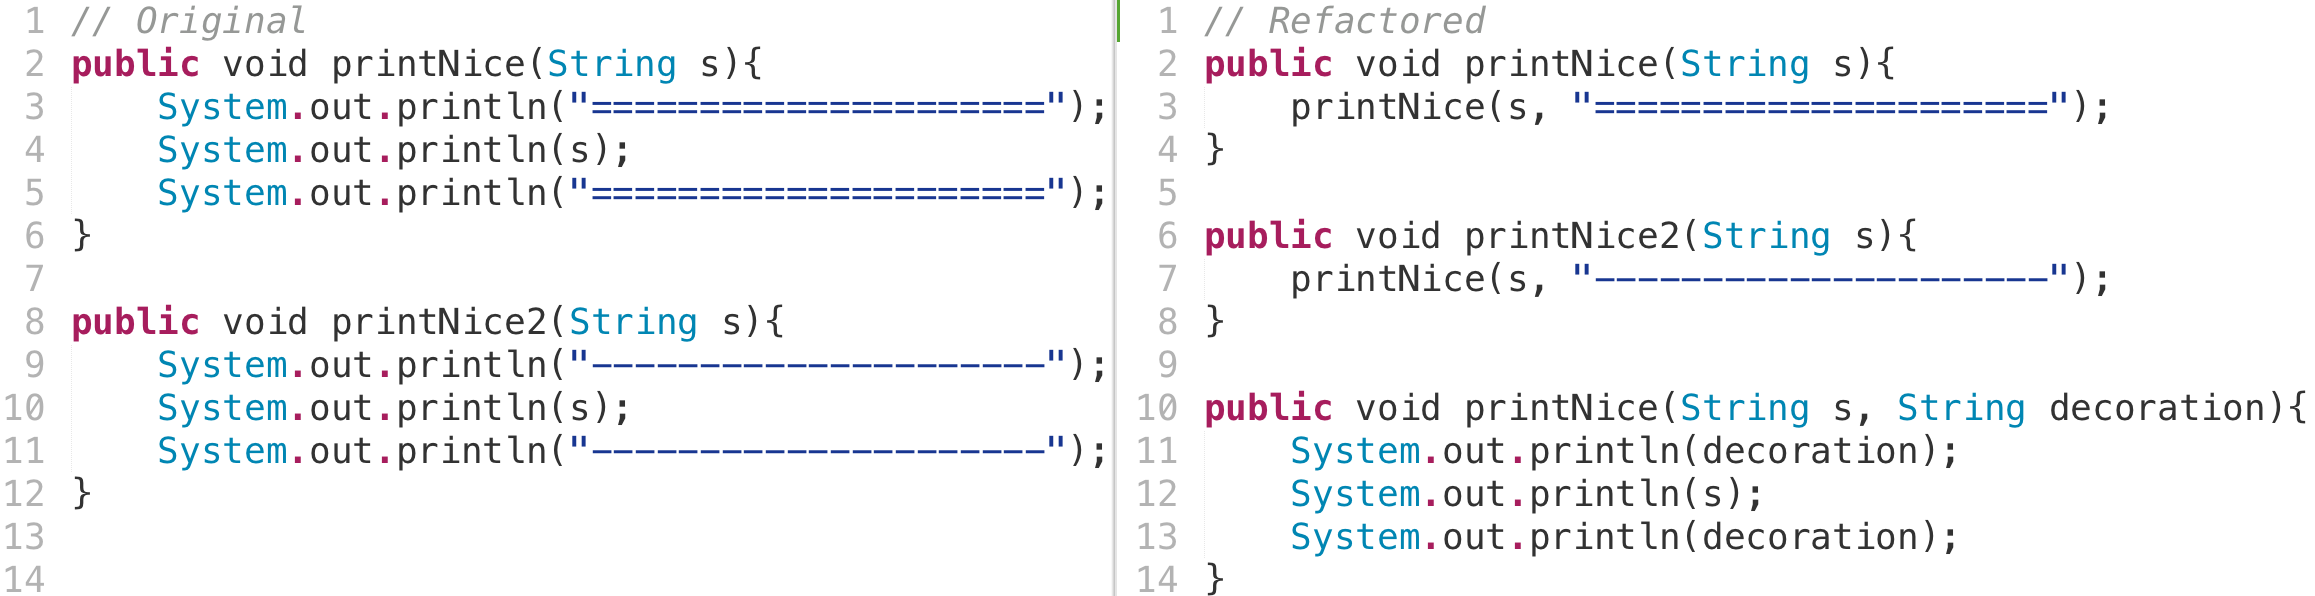 1 // Original
2 public void printNice(String s){
3     System.out.println("=====================");
4     System.out.println(s);
5     System.out.println("=====================");
6 }
7
8 public void printNice2(String s){
9     System.out.println("---------------------");
10     System.out.println(s);
11     System.out.println("---------------------");
12 }
13
14
1 // Refactored
2 public void printNice(String s){
3     printNice(s, "=====================");
4 }
5
6 public void printNice2(String s){
7     printNice(s, "---------------------");
8 }
9
10 public void printNice(String s, String decoration){
11     System.out.println(decoration);
12     System.out.println(s);
13     System.out.println(decoration);
14 }